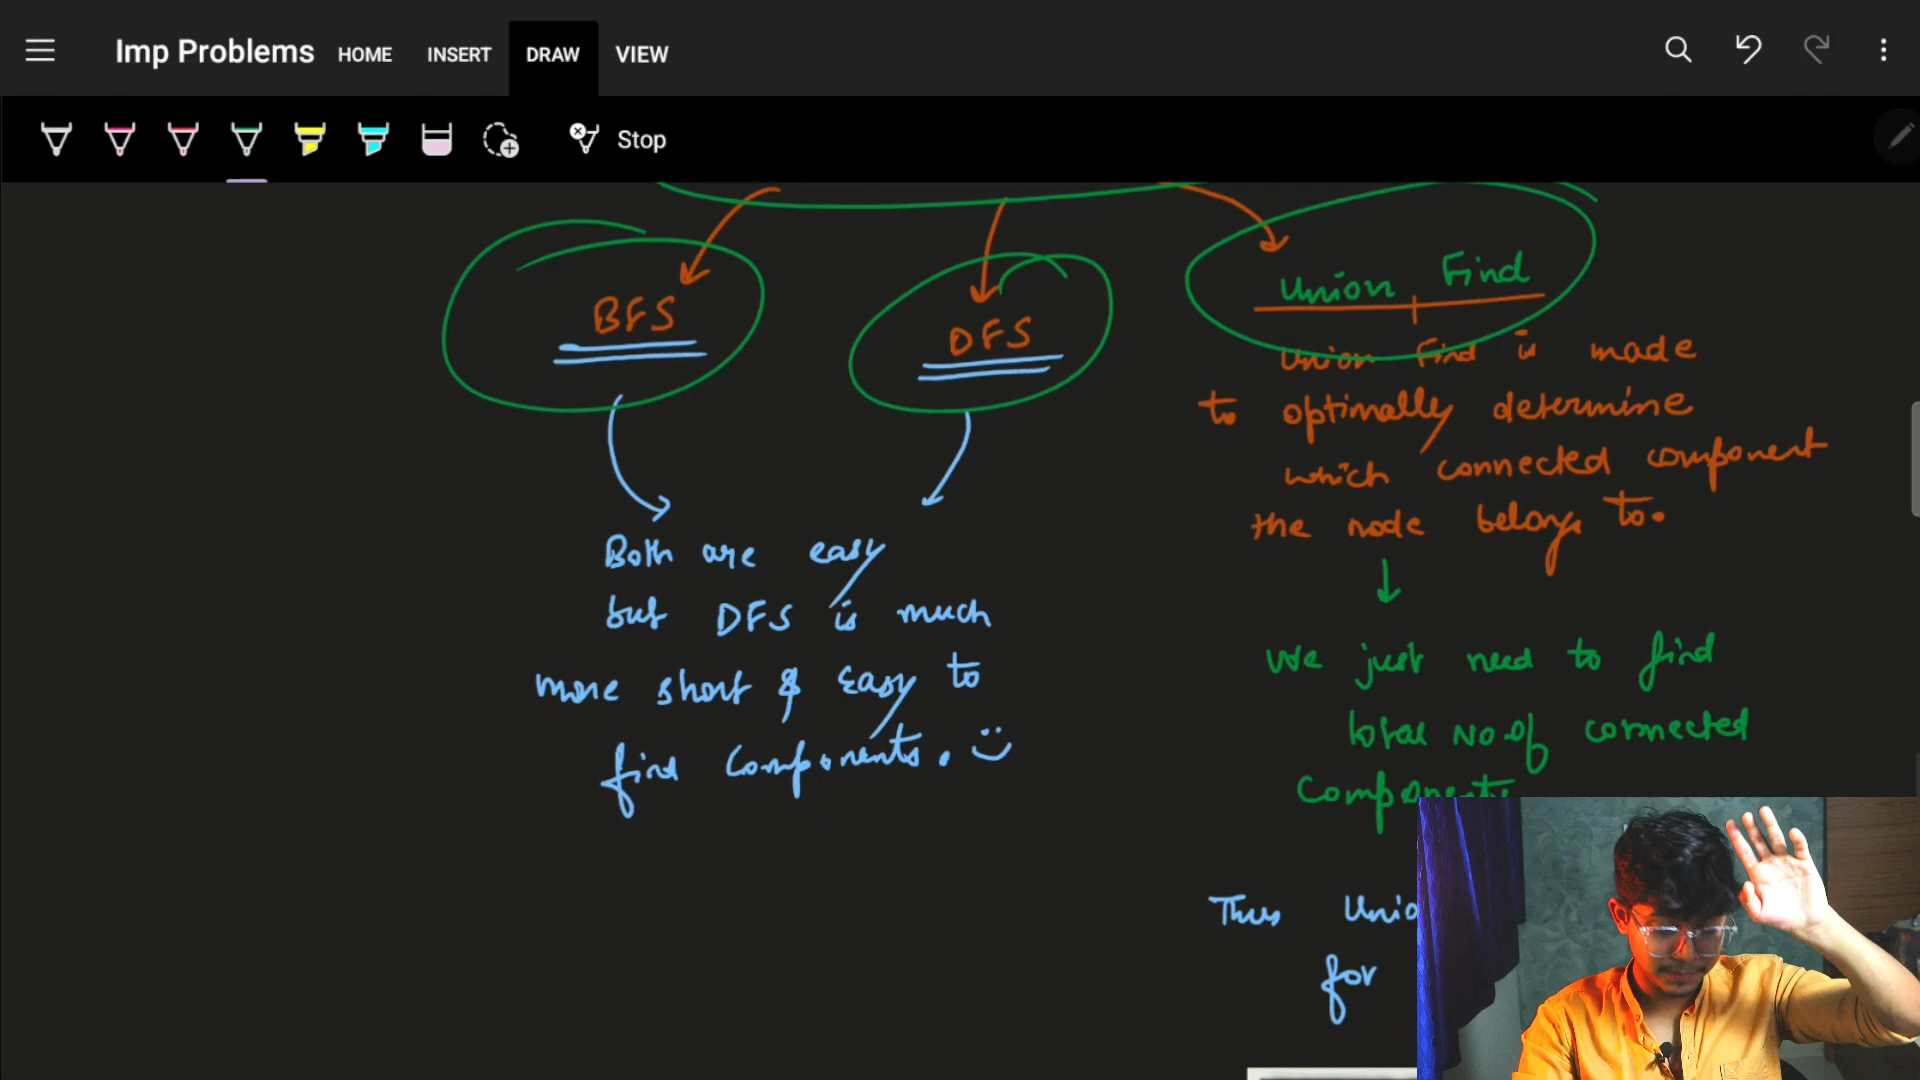 Imp Problems HOME INSERT DRAW VIEW
Stop
BFS
DFS
Union Find
Both are easy
but DFS is much
more short & easy to
find components. :)
Union Find is made
to optimally determine
which connected component
the node belongs to.
We just need to find
total no. of connected
Components
Thus
for